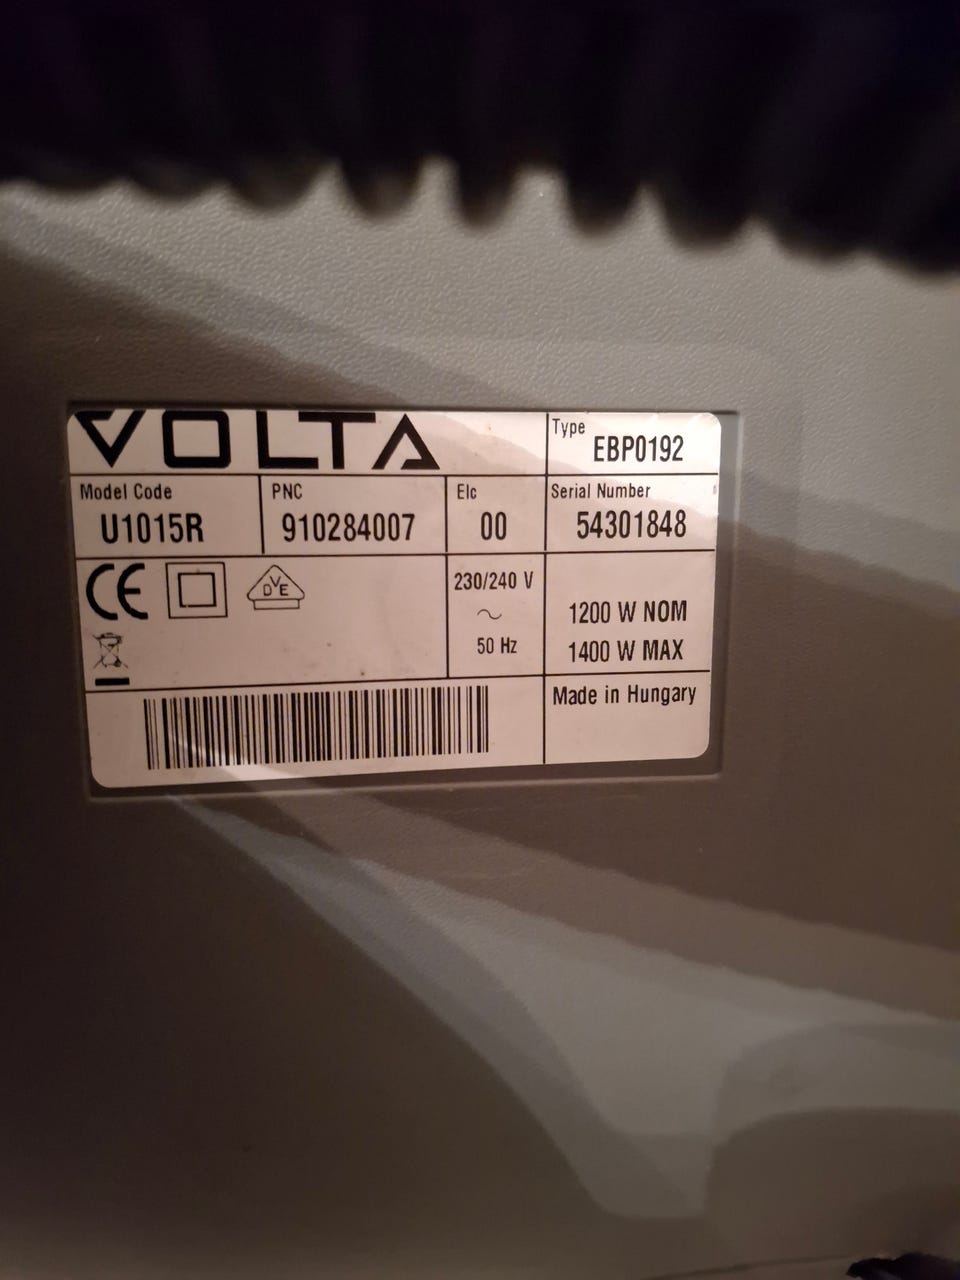 VOLTA
Type
EBP0192
Model Code
U1015R
PNC
910284007
Elc
00
Serial Number
54301848
CE
DVE
230/240 V
~
50 Hz
1200 W NOM
1400 W MAX
Made in Hungary